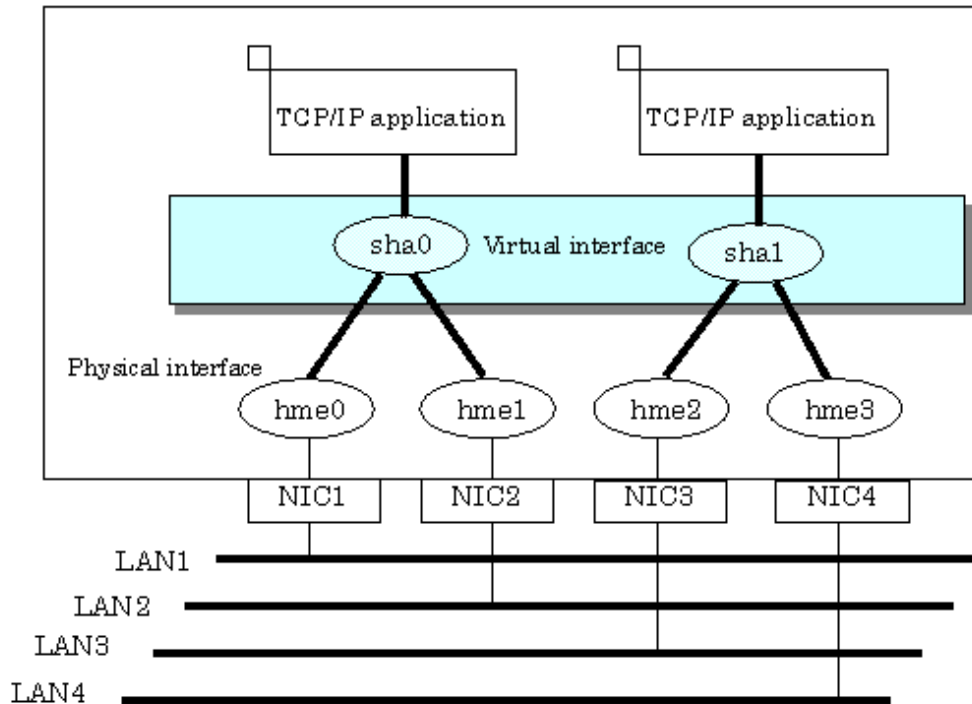 TCP/IP application
TCP/IP application
sha0
Virtual interface
sha1
Physical interface
hme0
hme1
hme2
hme3
NIC1
NIC2
NIC3
NIC4
LAN1
LAN2
LAN3
LAN4